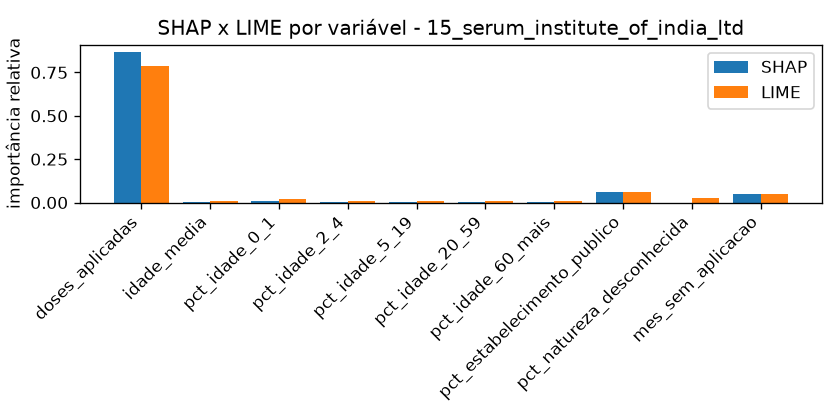 SHAP x LIME por variável - 15_serum_institute_of_india_ltd
importância relativa
0.75
0.50
0.25
0.00
SHAP
LIME
doses_aplicadas
idade_media
pct_idade_0_1
pct_idade_2_4
pct_idade_5_19
pct_idade_20_59
pct_idade_60_mais
pct_estabelecimento_publico
pct_natureza_desconhecida
mes_sem_aplicacao